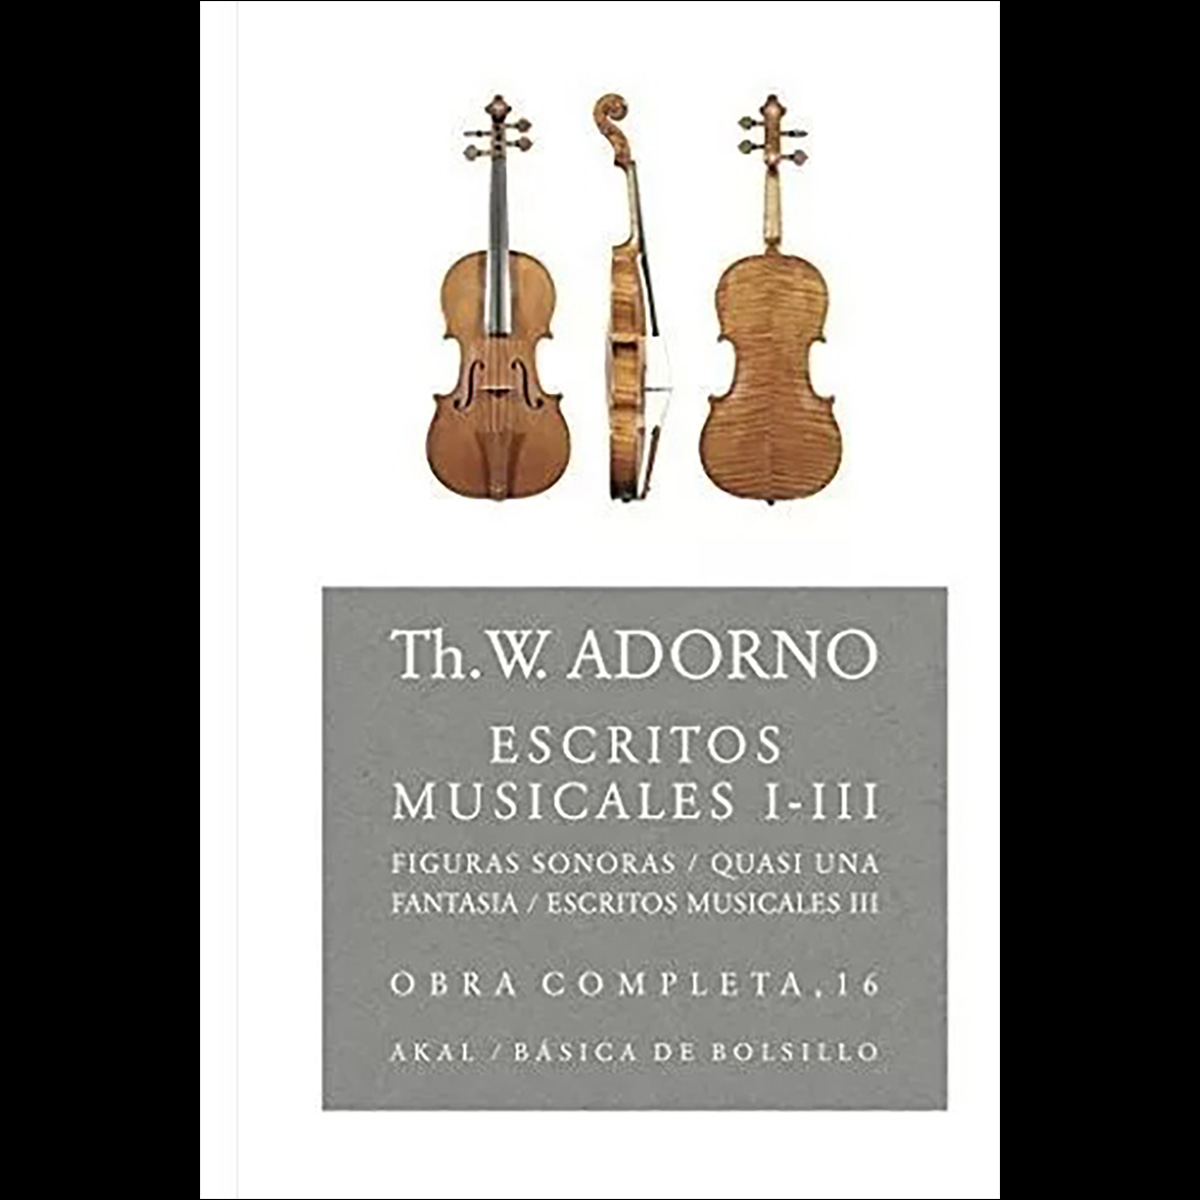 Th. W. ADORNO
ESCRITOS
MUSICALES I-III
FIGURAS SONORAS / QUASI UNA
FANTASIA / ESCRITOS MUSICALES III
OBRA COMPLETA, 16
AKAL / BÁSICA DE BOLSILLO